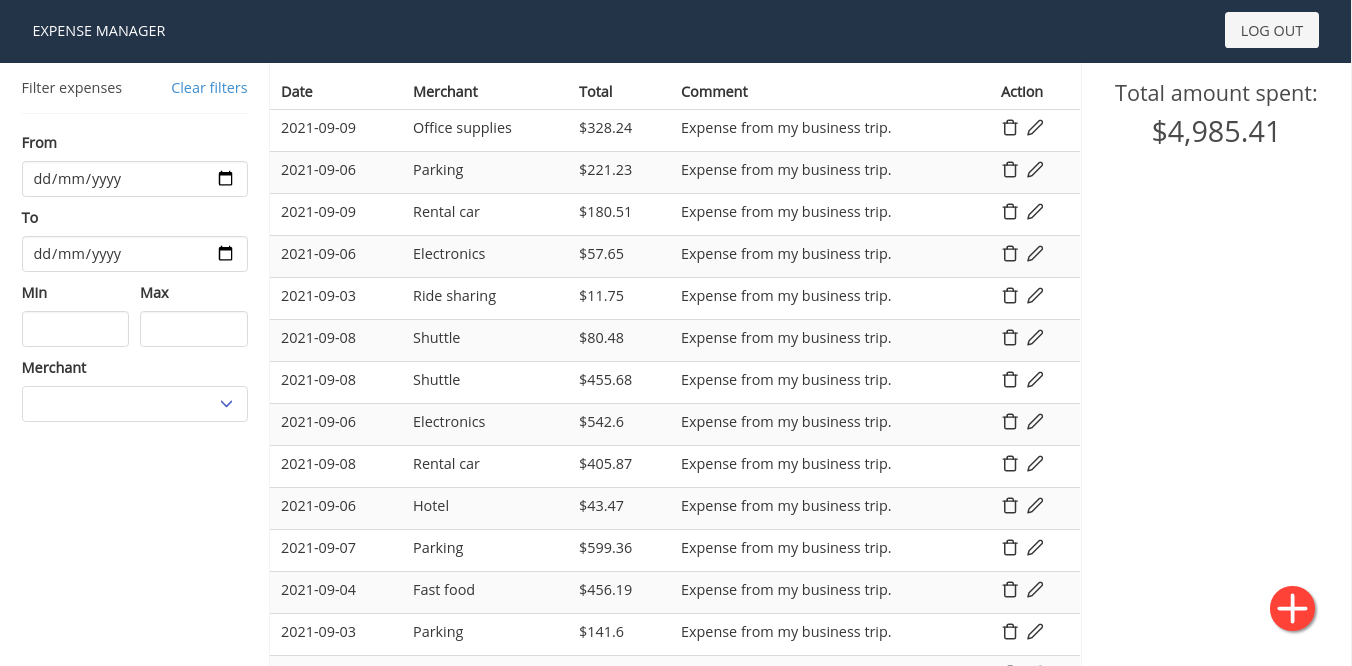 EXPENSE MANAGER
LOG OUT
Filter expenses Clear filters
From
dd/mm/yyyy
To
dd/mm/yyyy
Min Max
Merchant
Date Merchant Total Comment Action
2021-09-09 Office supplies $328.24 Expense from my business trip.
2021-09-06 Parking $221.23 Expense from my business trip.
2021-09-09 Rental car $180.51 Expense from my business trip.
2021-09-06 Electronics $57.65 Expense from my business trip.
2021-09-03 Ride sharing $11.75 Expense from my business trip.
2021-09-08 Shuttle $80.48 Expense from my business trip.
2021-09-08 Shuttle $455.68 Expense from my business trip.
2021-09-06 Electronics $542.6 Expense from my business trip.
2021-09-08 Rental car $405.87 Expense from my business trip.
2021-09-06 Hotel $43.47 Expense from my business trip.
2021-09-07 Parking $599.36 Expense from my business trip.
2021-09-04 Fast food $456.19 Expense from my business trip.
2021-09-03 Parking $141.6 Expense from my business trip.
Total amount spent:
$4,985.41